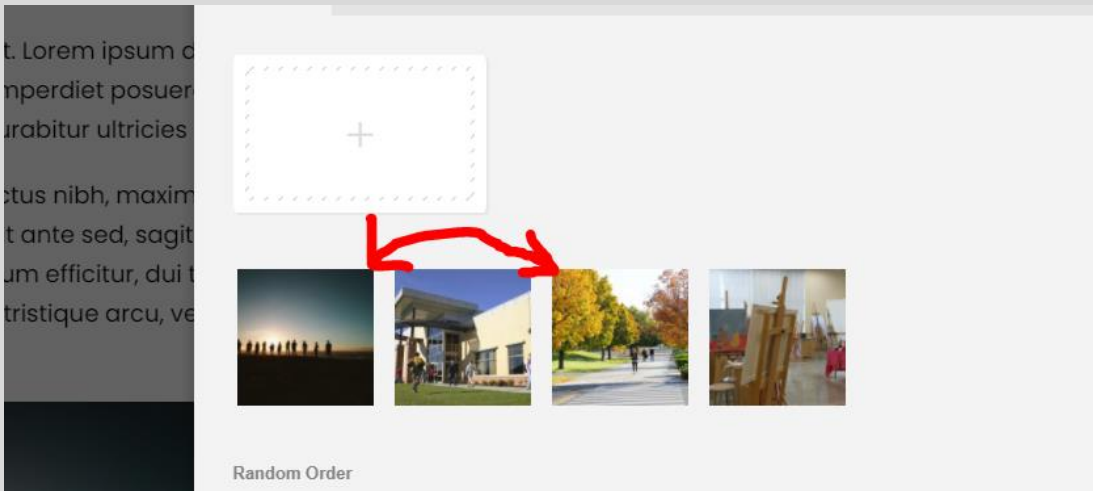 t. Lorem ipsum d
mperdiet posuer
urabitur ultricies
ctus nibh, maxim
t ante sed, sagit
um efficitur, dui t
tristique arcu, ve
Random Order